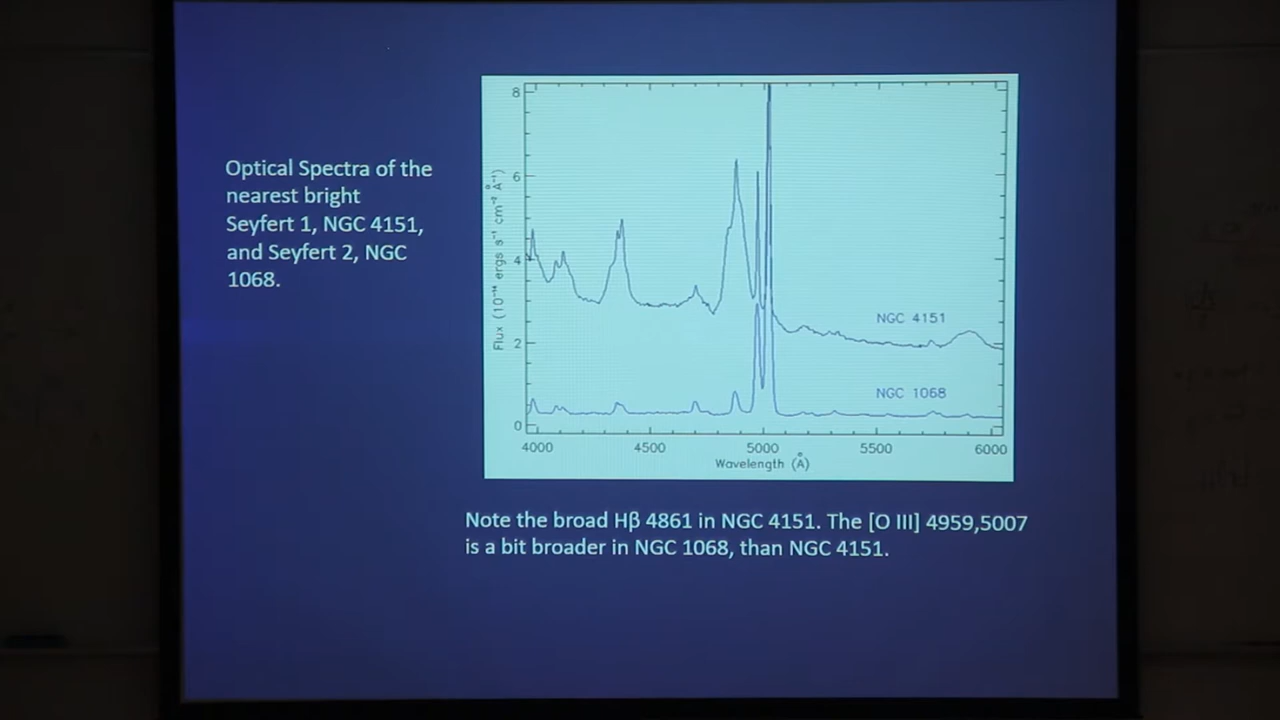 Optical Spectra of the
nearest bright
Seyfert 1, NGC 4151,
and Seyfert 2, NGC
1068.
8
6
4
2
0
Flux (10⁻¹⁴ ergs s⁻¹ cm⁻² Å⁻¹)
NGC 4151
NGC 1068
4000 4500 5000 5500 6000
Wavelength (Å)
Note the broad Hβ 4861 in NGC 4151. The [O III] 4959,5007
is a bit broader in NGC 1068, than NGC 4151.